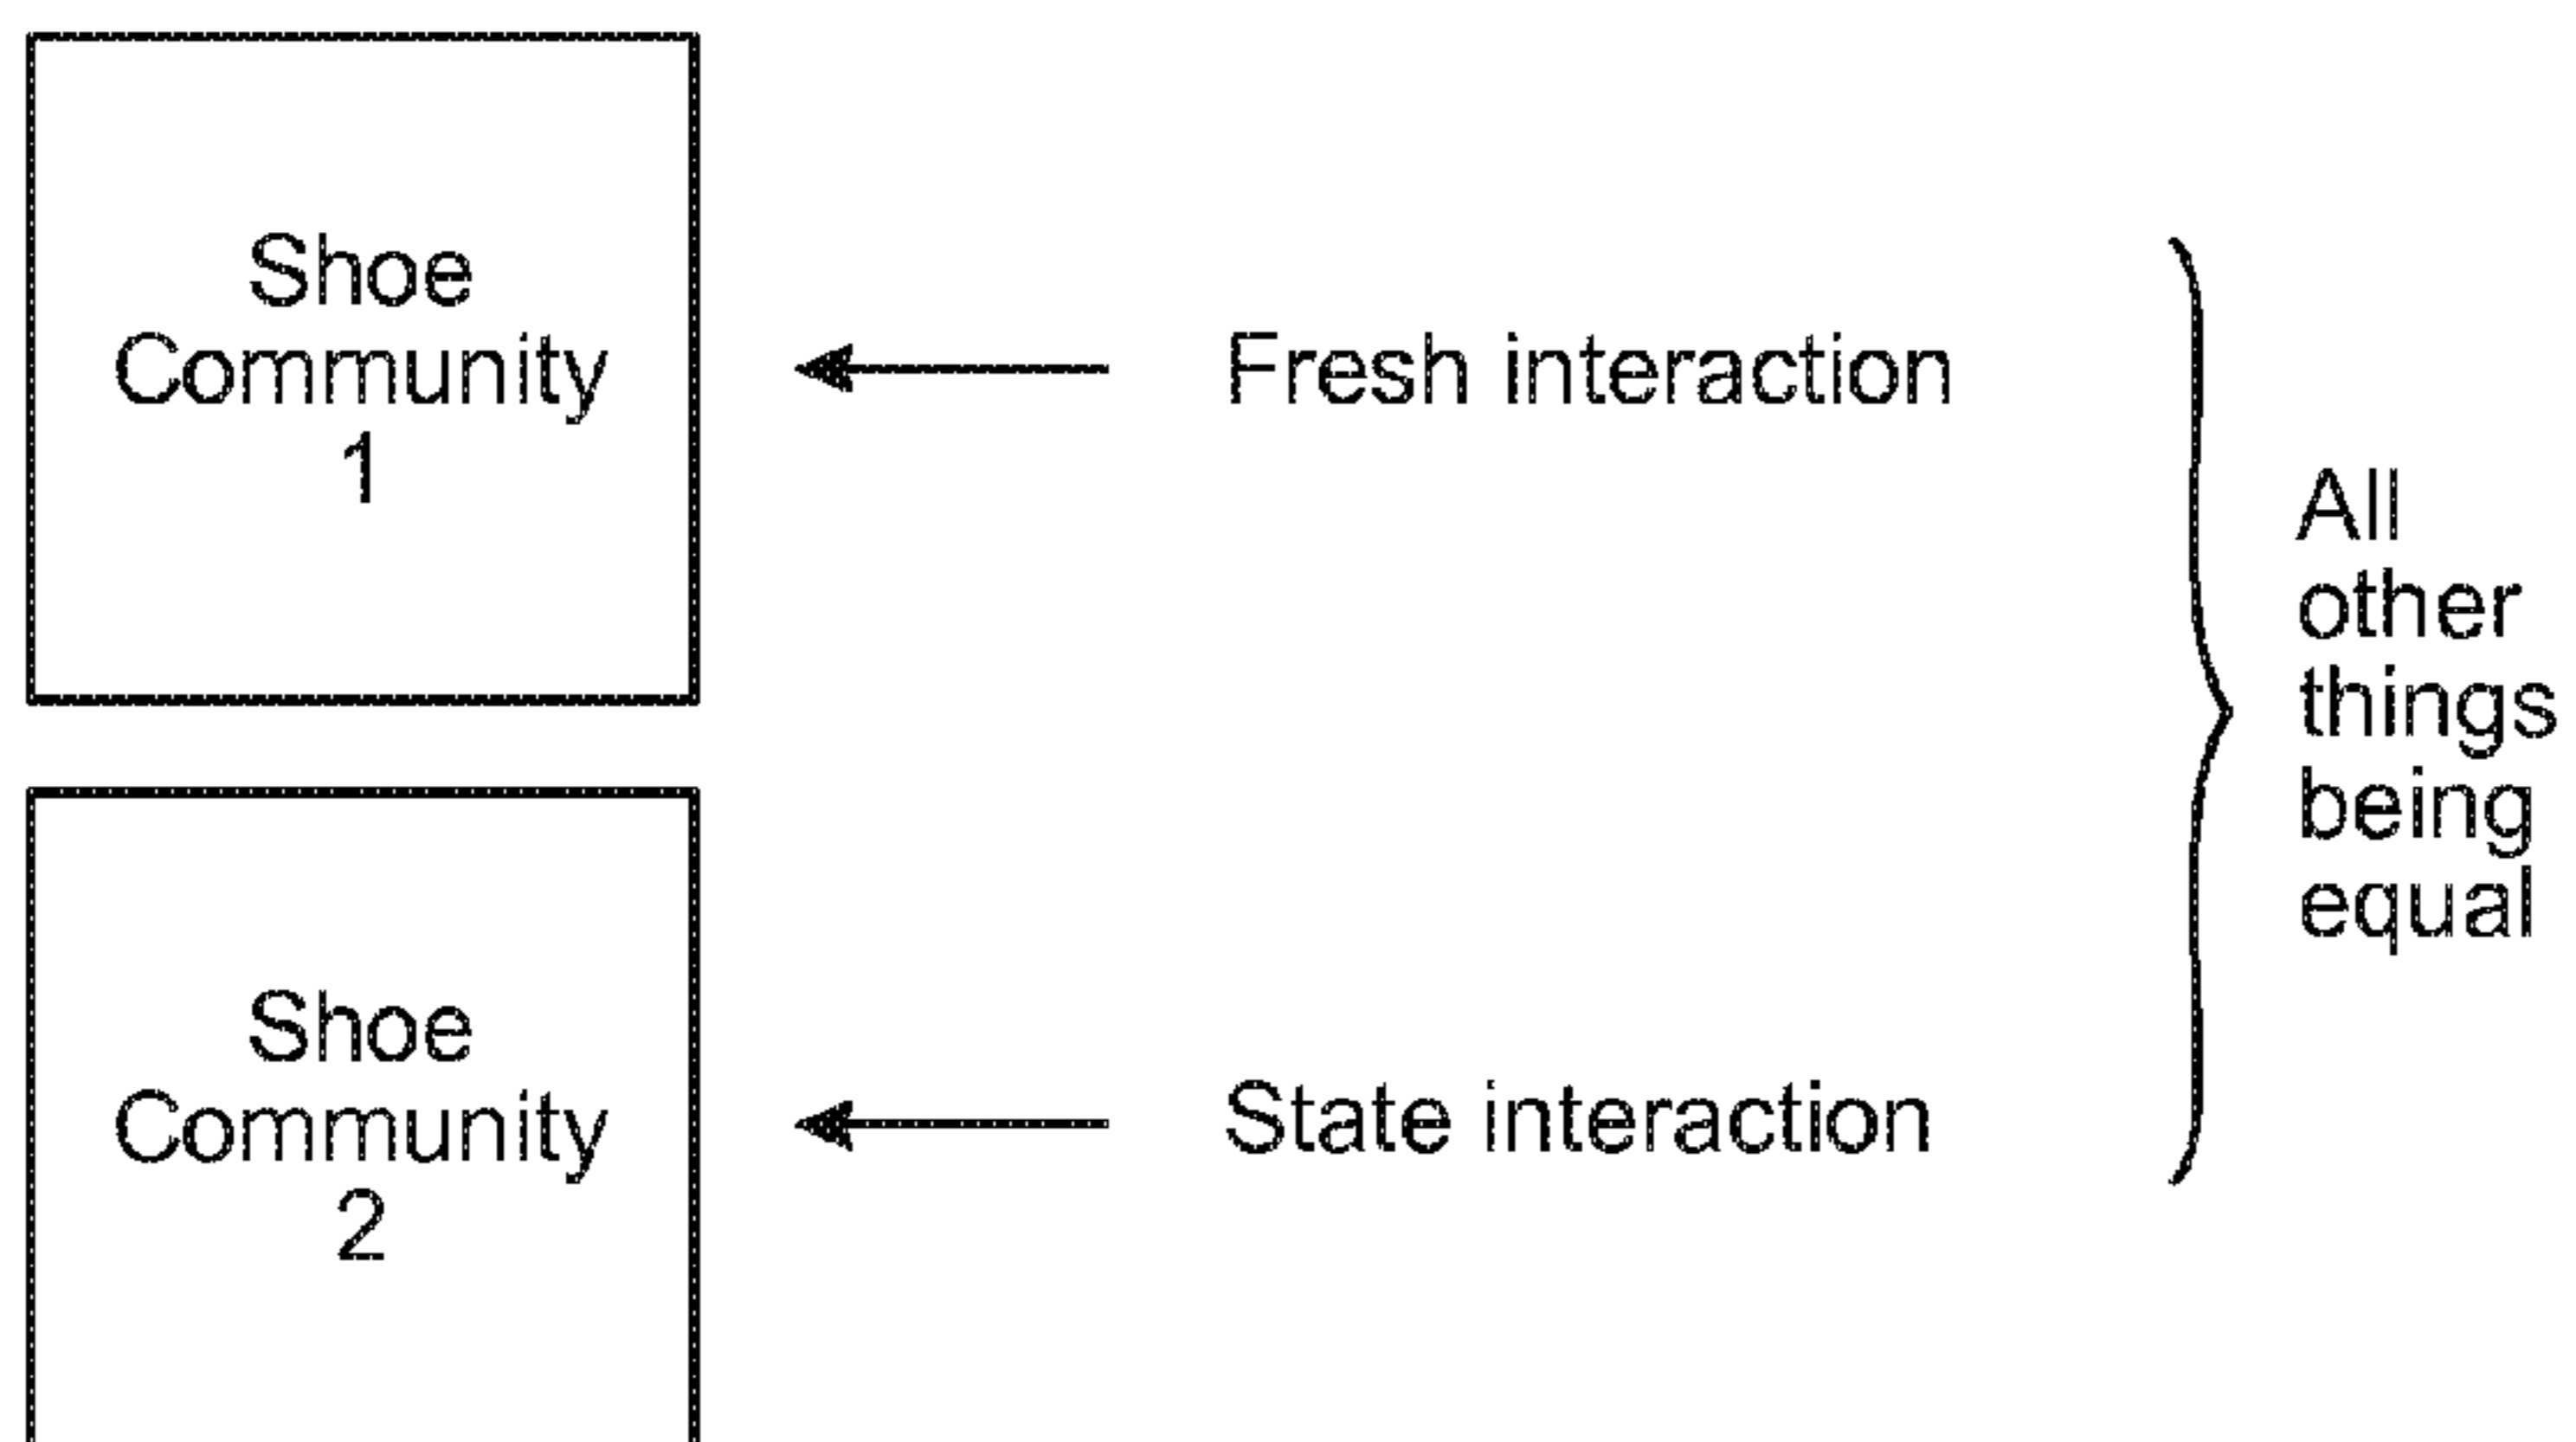 Shoe
Community
1
Fresh interaction
All
other
things
being
equal
Shoe
Community
2
State interaction